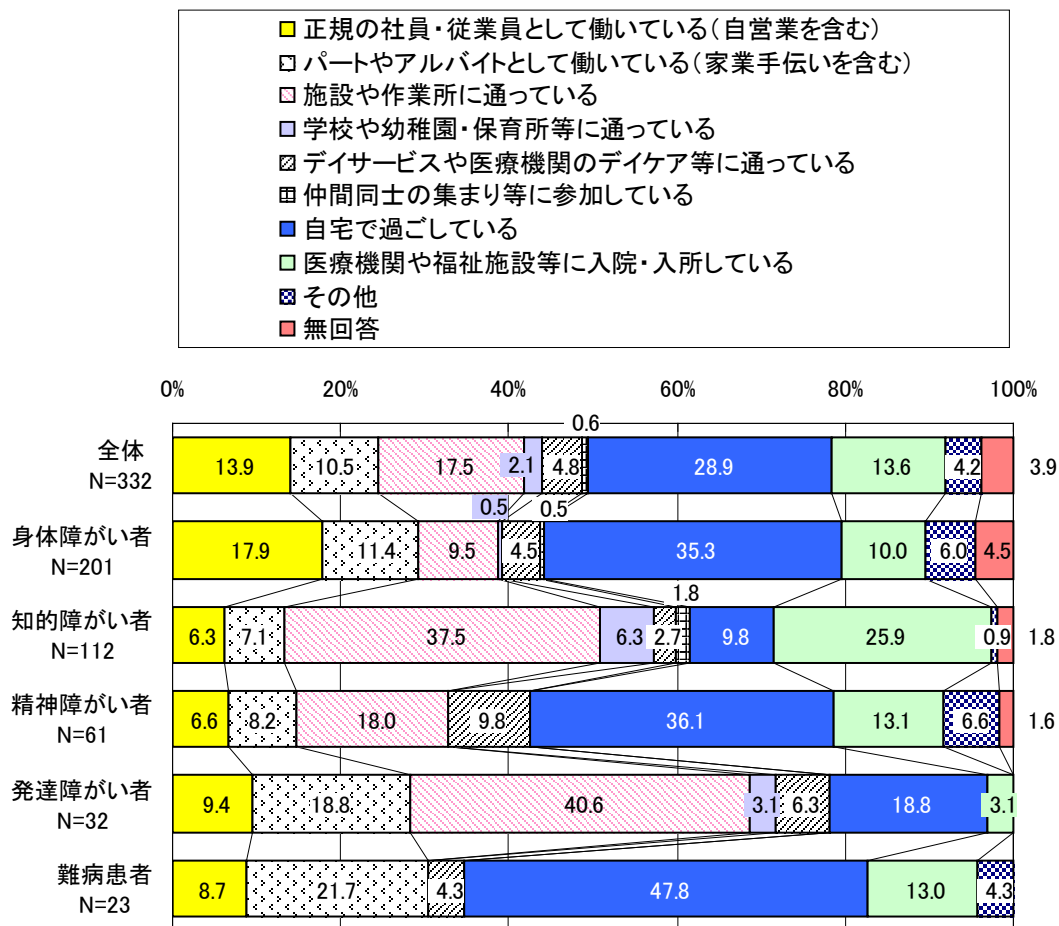 正規の社員・従業員として働いている(自営業を含む)
パートやアルバイトとして働いている(家業手伝いを含む)
施設や作業所に通っている
学校や幼稚園・保育所等に通っている
デイサービスや医療機関のデイケア等に通っている
仲間同士の集まり等に参加している
自宅で過ごしている
医療機関や福祉施設等に入院・入所している
その他
無回答
0% 20% 40% 60% 80% 100%
0.6
全体
N=332
13.9 10.5 17.5 2.1 4.8 28.9 13.6 4.2 3.9
0.5 0.5
身体障がい者
N=201
17.9 11.4 9.5 4.5 35.3 10.0 6.0 4.5
1.8
知的障がい者
N=112
6.3 7.1 37.5 6.3 2.7 9.8 25.9 0.9 1.8
精神障がい者
N=61
6.6 8.2 18.0 9.8 36.1 13.1 6.6 1.6
発達障がい者
N=32
9.4 18.8 40.6 3.1 6.3 18.8 3.1
難病患者
N=23
8.7 21.7 4.3 47.8 13.0 4.3